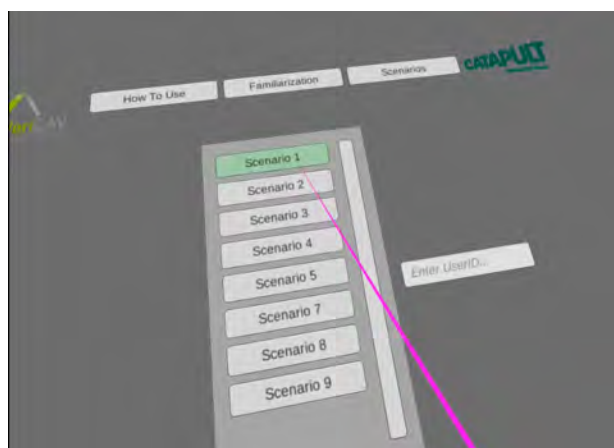 How To Use
Familiarization
Scenarios
CATAPULT
Scenario 1
Scenario 2
Scenario 3
Scenario 4
Scenario 5
Scenario 7
Scenario 8
Scenario 9
Enter UserID...